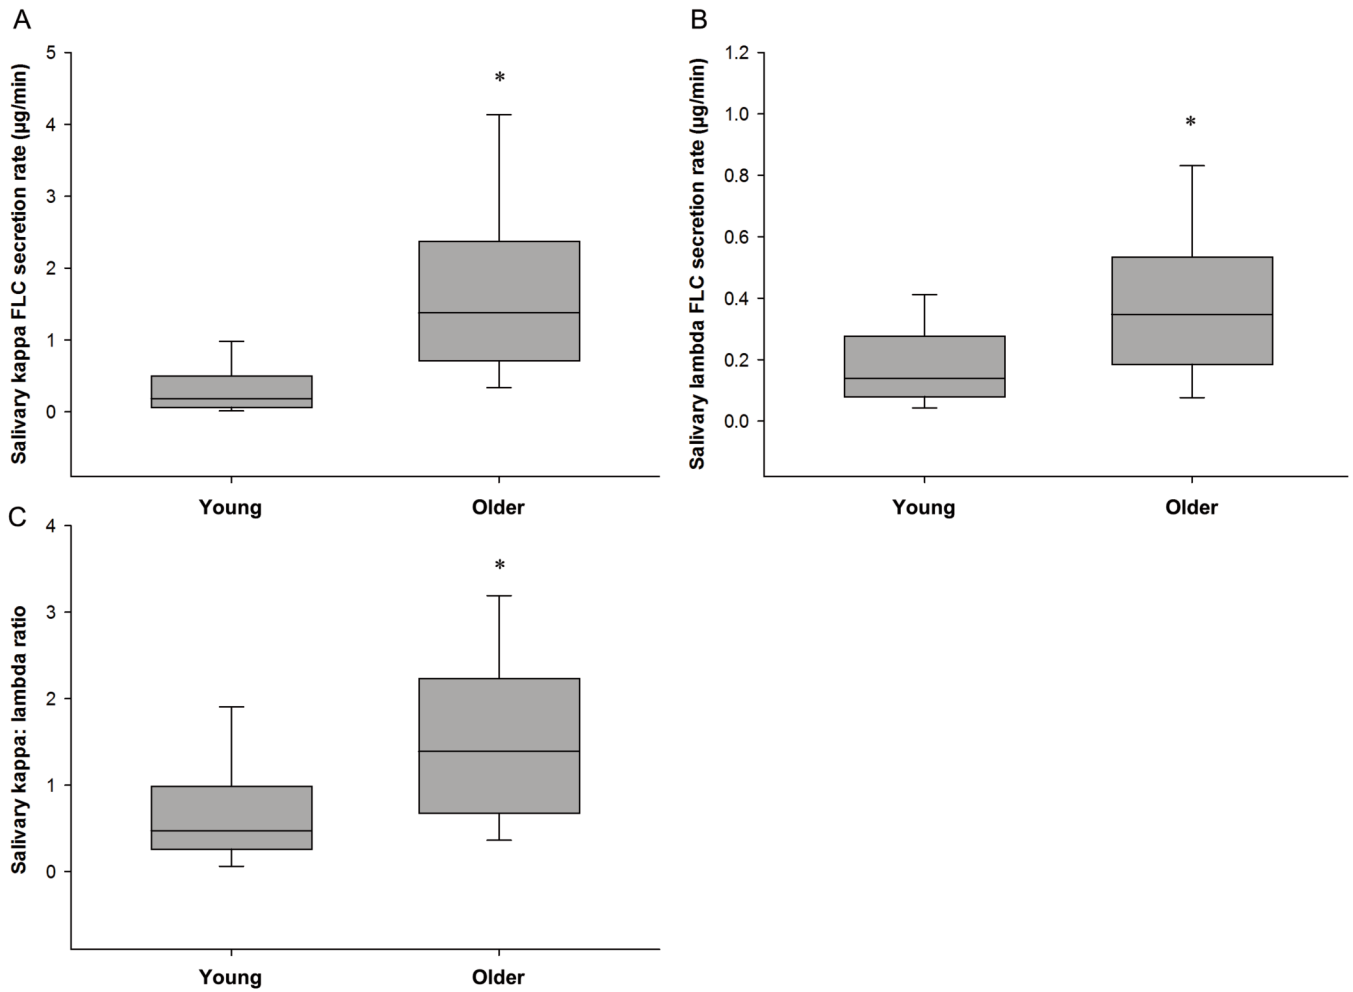 A
Salivary kappa FLC secretion rate (µg/min)
5
4
3
2
1
0
*
Young
Older
B
Salivary lambda FLC secretion rate (µg/min)
1.2
1.0
0.8
0.6
0.4
0.2
0.0
*
Young
Older
C
Salivary kappa: lambda ratio
4
3
2
1
0
*
Young
Older